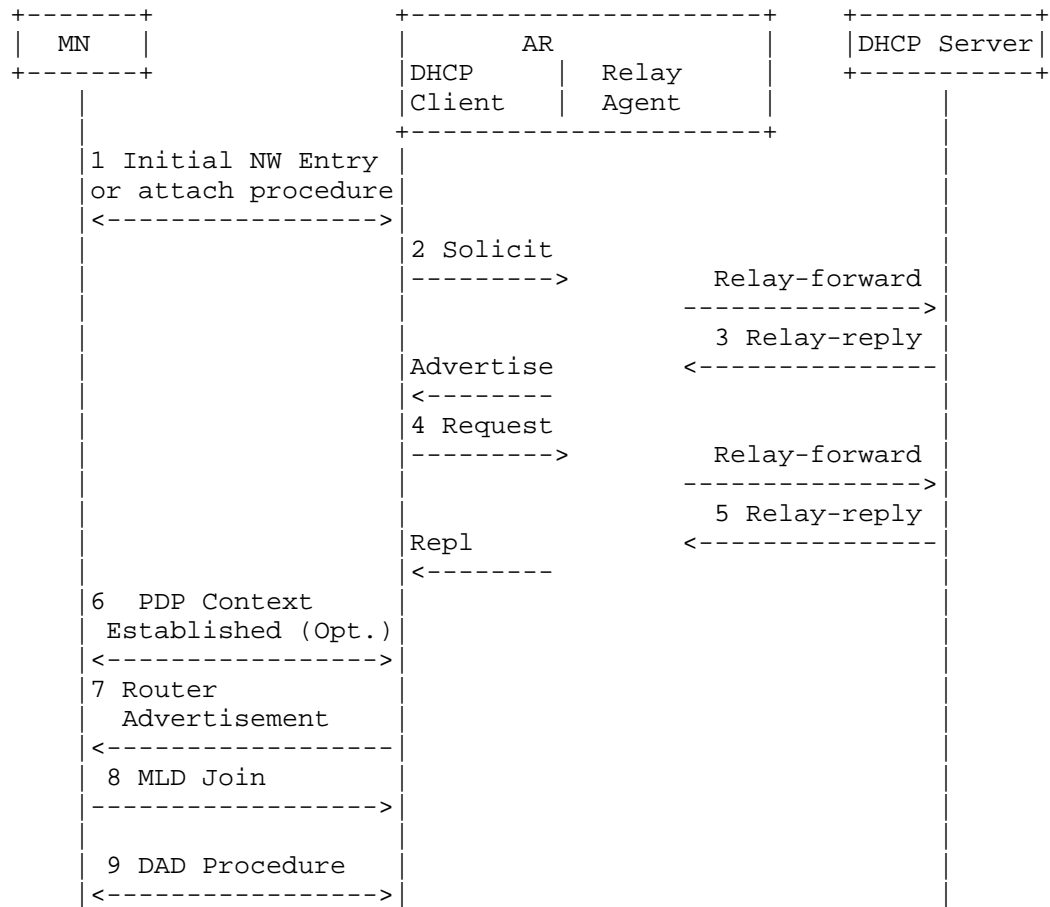 MN
AR
DHCP Server
DHCP Relay
Client Agent
1 Initial NW Entry
or attach procedure
2 Solicit
Relay-forward
3 Relay-reply
Advertise
4 Request
Relay-forward
5 Relay-reply
Repl
6 PDP Context
Established (Opt.)
7 Router
Advertisement
8 MLD Join
9 DAD Procedure